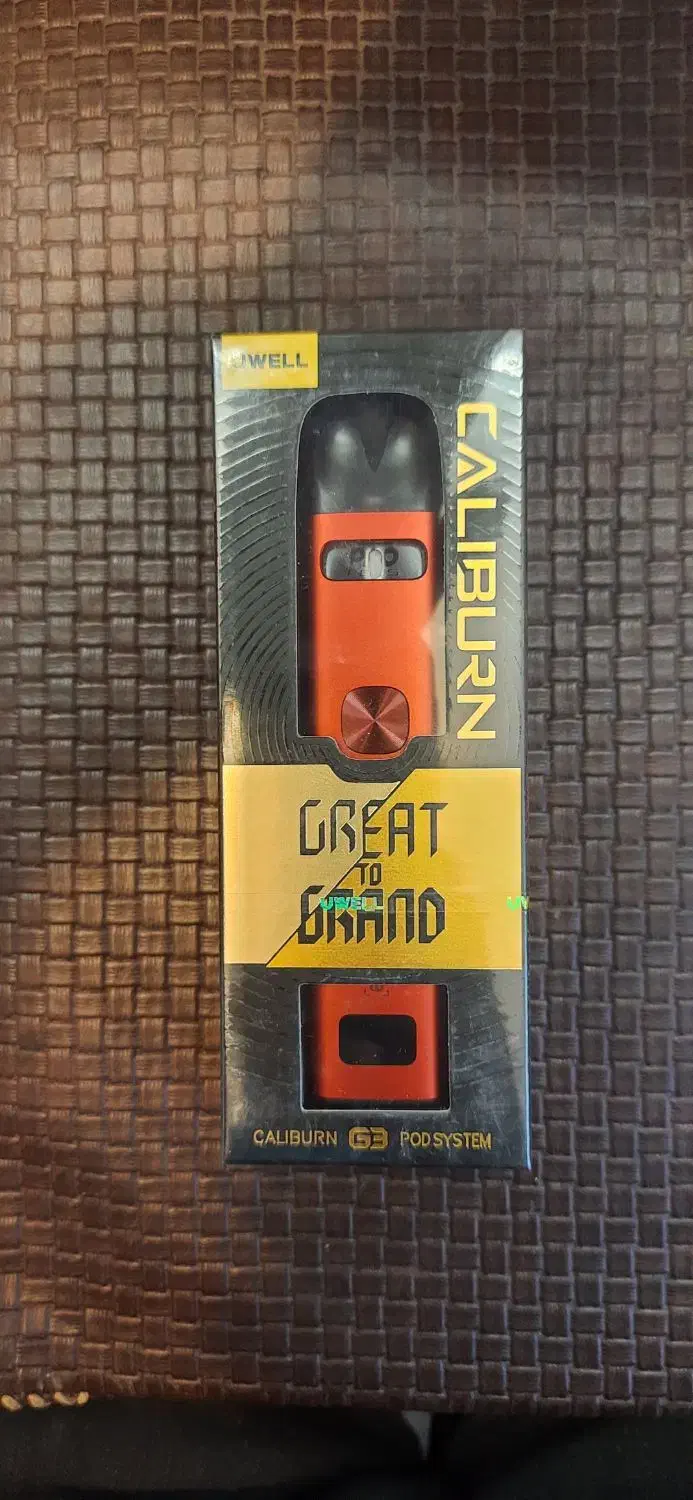 UWELL
CALIBURN
GREAT
TO
GRAND
UWELL
CALIBURN G3 POD SYSTEM